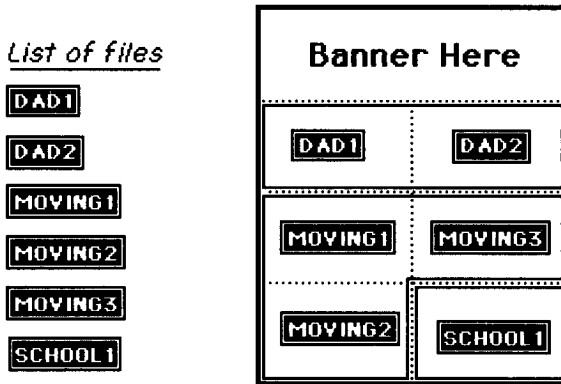 List of files
DAD1
DAD2
MOVING1
MOVING2
MOVING3
SCHOOL1
Banner Here
DAD1 DAD2
MOVING1 MOVING3
MOVING2 SCHOOL1